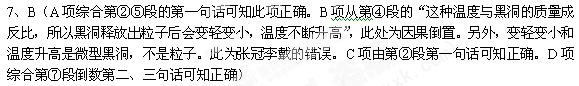 7、B（A项综合第②⑤段的第一句话可知此项正确。B项从第④段的“这种温度与黑洞的质量成
反比，所以黑洞释放出粒子后会变轻变小，温度不断升高”，此处为因果倒置。另外，变轻变小和
温度升高是微型黑洞，不是粒子。此为张冠李戴的错误。C项由第②段第一句话可知正确。D项
综合第⑦段倒数第二、三句话可知正确）